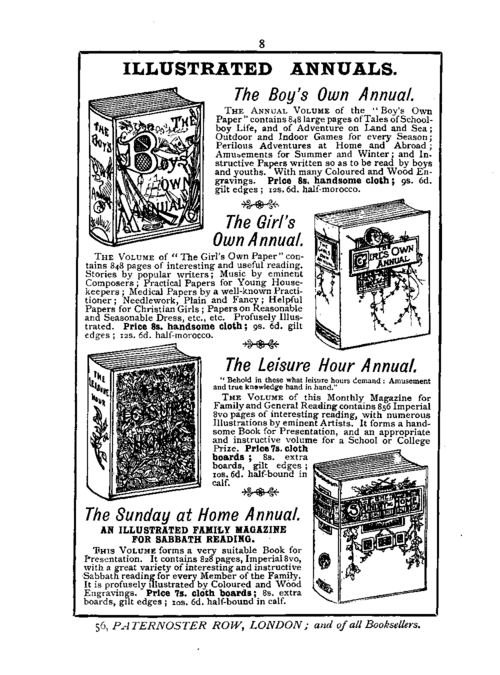 8
ILLUSTRATED ANNUALS.
The Boy's Own Annual.
THE ANNUAL VOLUME of the "Boy's Own
Paper" contains 848 large pages of Tales of School-
boy Life, and of Adventure on Land and Sea;
Outdoor and Indoor Games for every Season;
Perilous Adventures at Home and Abroad;
Amusements for Summer and Winter; and In-
structive Papers written so as to be read by boys
and youths. With many Coloured and Wood En-
gravings. Price 8s. handsome cloth; 9s. 6d.
gilt edges; 12s. 6d. half-morocco.
THE
BOY'S
THE
Boys
OWN
ANNUAL
The Girl's
Own Annual.
THE VOLUME of "The Girl's Own Paper" con-
tains 848 pages of interesting and useful reading.
Stories by popular writers; Music by eminent
Composers; Practical Papers for Young House-
keepers; Medical Papers by a well-known Practi-
tioner; Needlework, Plain and Fancy; Helpful
Papers for Christian Girls; Papers on Reasonable
and Seasonable Dress, etc., etc. Profusely Illus-
trated. Price 8s. handsome cloth; 9s. 6d. gilt
edges; 12s. 6d. half-morocco.
THE
GIRL'S OWN
ANNUAL
The Leisure Hour Annual.
"Behold in these what leisure hours demand: Amusement
and true knowledge hand in hand."
THE VOLUME of this Monthly Magazine for
Family and General Reading contains 856 Imperial
8vo pages of interesting reading, with numerous
Illustrations by eminent Artists. It forms a hand-
some Book for Presentation, and an appropriate
and instructive volume for a School or College
Prize. Price 7s. cloth
boards; 8s. extra
boards, gilt edges;
10s. 6d. half-bound in
calf.
THE
LEISURE
HOUR
The Sunday at Home Annual.
AN ILLUSTRATED FAMILY MAGAZINE
FOR SABBATH READING.
THIS VOLUME forms a very suitable Book for
Presentation. It contains 828 pages, Imperial 8vo,
with a great variety of interesting and instructive
Sabbath reading for every Member of the Family.
It is profusely illustrated by Coloured and Wood
Engravings. Price 7s. cloth boards; 8s. extra
boards, gilt edges; 10s. 6d. half-bound in calf.
56, PATERNOSTER ROW, LONDON; and of all Booksellers.